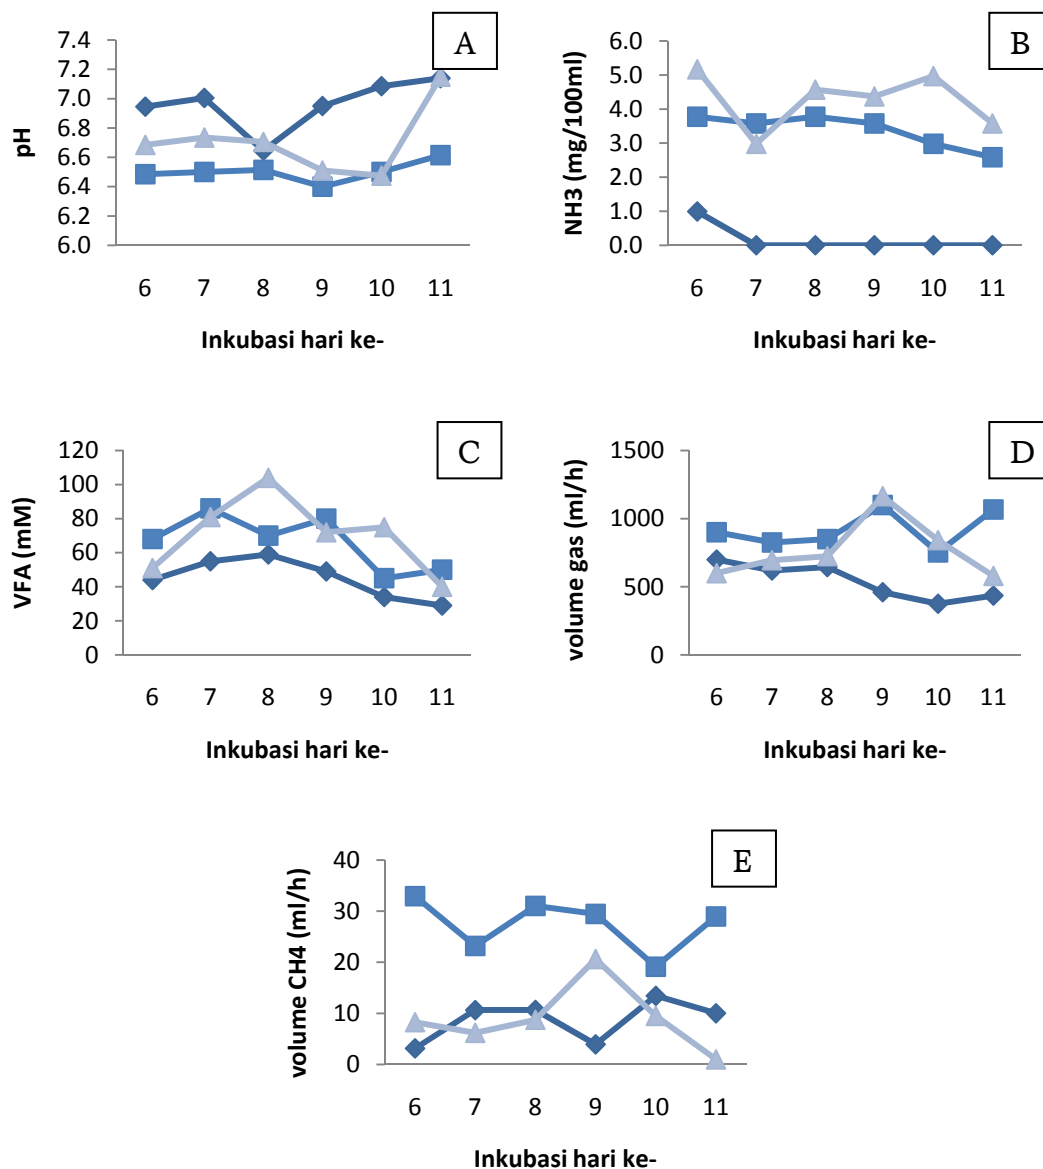 A
7.4
7.2
7.0
6.8
6.6
6.4
6.2
6.0
pH
6 7 8 9 10 11
Inkubasi hari ke-
B
6.0
5.0
4.0
3.0
2.0
1.0
0.0
NH3 (mg/100ml)
6 7 8 9 10 11
Inkubasi hari ke-
C
120
100
80
60
40
20
0
VFA (mM)
6 7 8 9 10 11
Inkubasi hari ke-
D
1500
1000
500
0
volume gas (ml/h)
6 7 8 9 10 11
Inkubasi hari ke-
E
40
30
20
10
0
volume CH4 (ml/h)
6 7 8 9 10 11
Inkubasi hari ke-